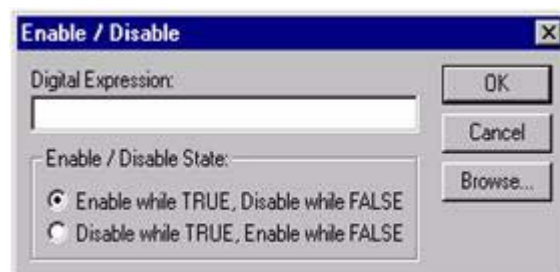 Enable / Disable
Digital Expression:
OK
Cancel
Browse...
Enable / Disable State:
Enable while TRUE, Disable while FALSE
Disable while TRUE, Enable while FALSE